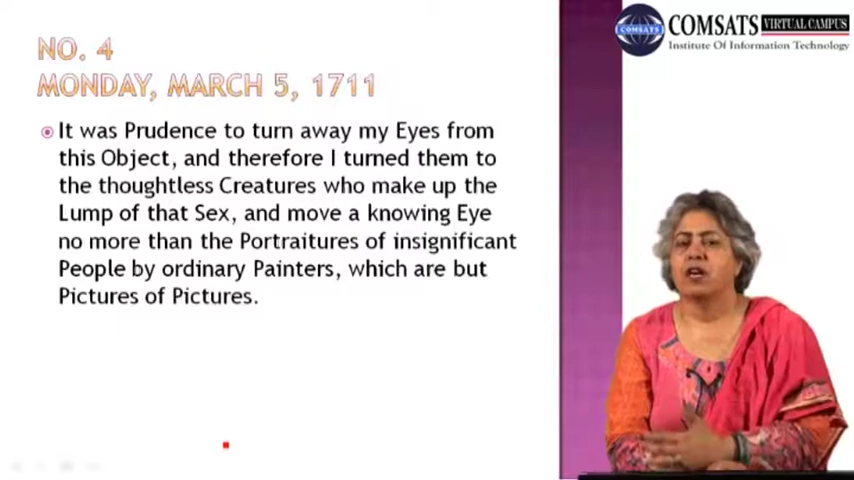 NO. 4
MONDAY, MARCH 5, 1711
It was Prudence to turn away my Eyes from
this Object, and therefore I turned them to
the thoughtless Creatures who make up the
Lump of that Sex, and move a knowing Eye
no more than the Portraitures of insignificant
People by ordinary Painters, which are but
Pictures of Pictures.
COMSATS
COMSATS VIRTUAL CAMPUS
Institute Of Information Technology